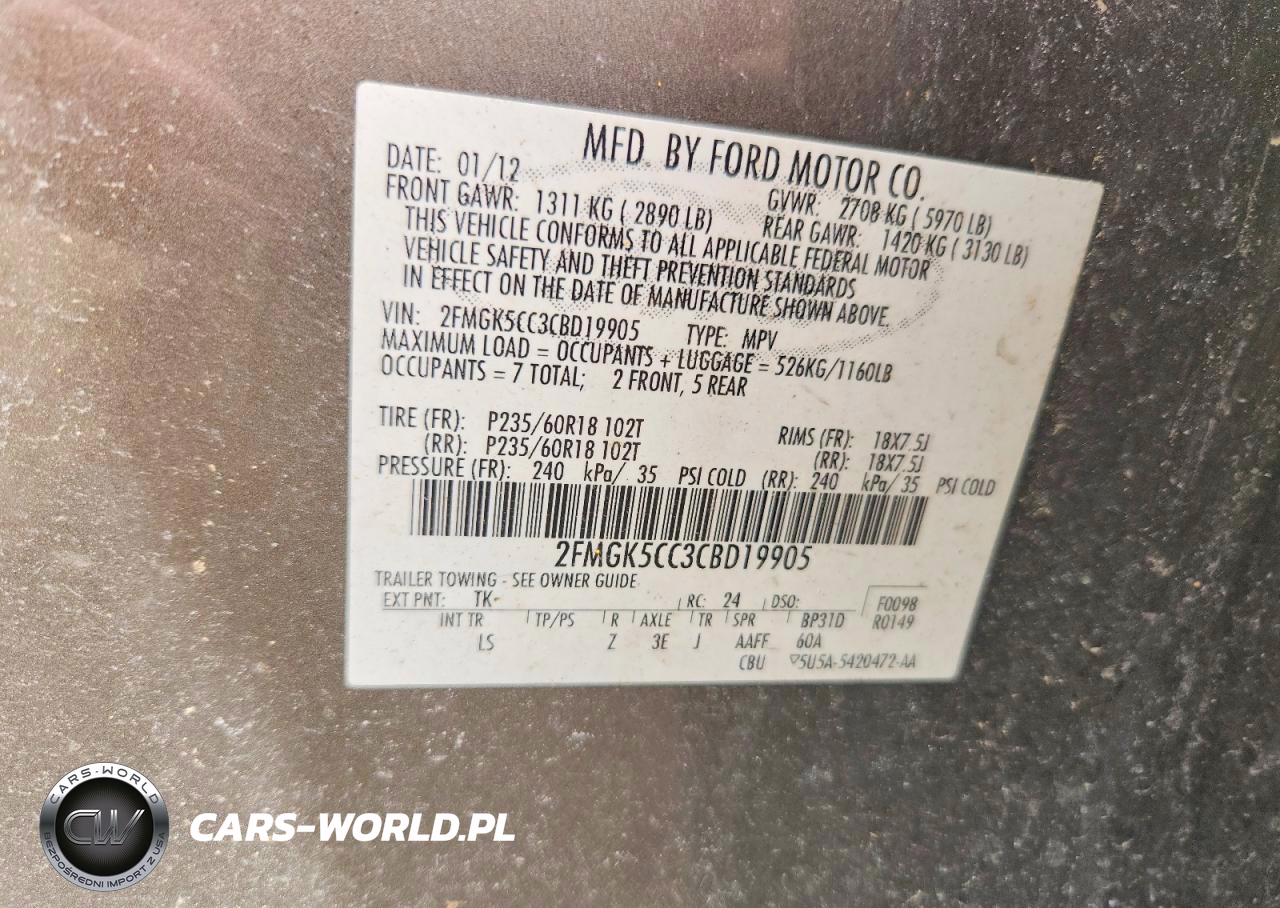 MFD. BY FORD MOTOR CO.
DATE: 01/12 GVWR: 2708 KG ( 5970 LB)
FRONT GAWR: 1311 KG ( 2890 LB) REAR GAWR: 1420 KG ( 3130 LB)
THIS VEHICLE CONFORMS TO ALL APPLICABLE FEDERAL MOTOR
VEHICLE SAFETY AND THEFT PREVENTION STANDARDS
IN EFFECT ON THE DATE OF MANUFACTURE SHOWN ABOVE.
VIN: 2FMGK5CC3CBD19905 TYPE: MPV
MAXIMUM LOAD = OCCUPANTS + LUGGAGE = 526KG/1160LB
OCCUPANTS = 7 TOTAL; 2 FRONT, 5 REAR
TIRE (FR): P235/60R18 102T RIMS (FR): 18X7.5J
(RR): P235/60R18 102T (RR): 18X7.5J
PRESSURE (FR): 240 kPa/ 35 PSI COLD (RR): 240 kPa/ 35 PSI COLD
2FMGK5CC3CBD19905
TRAILER TOWING - SEE OWNER GUIDE
EXT PNT: TK RC: 24 DSO: F0098
INT TR TP/PS R AXLE TR SPR BP31D R0149
LS Z 3E J AAFF 60A
CBU ▽5U5A-5420472-AA
CARS-WORLD
CW
BEZPOŚREDNI IMPORT Z USA
CARS-WORLD.PL